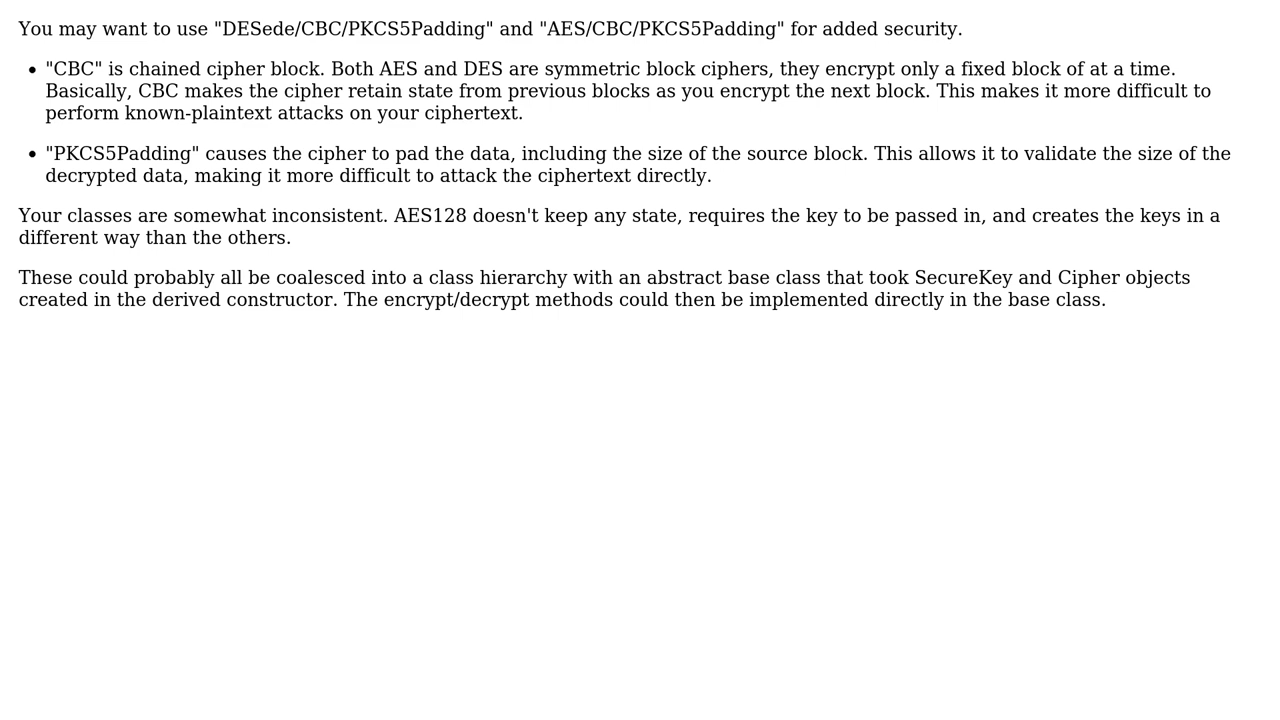 You may want to use "DESede/CBC/PKCS5Padding" and "AES/CBC/PKCS5Padding" for added security.
• "CBC" is chained cipher block. Both AES and DES are symmetric block ciphers, they encrypt only a fixed block of at a time.
Basically, CBC makes the cipher retain state from previous blocks as you encrypt the next block. This makes it more difficult to
perform known-plaintext attacks on your ciphertext.
• "PKCS5Padding" causes the cipher to pad the data, including the size of the source block. This allows it to validate the size of the
decrypted data, making it more difficult to attack the ciphertext directly.
Your classes are somewhat inconsistent. AES128 doesn't keep any state, requires the key to be passed in, and creates the keys in a
different way than the others.
These could probably all be coalesced into a class hierarchy with an abstract base class that took SecureKey and Cipher objects
created in the derived constructor. The encrypt/decrypt methods could then be implemented directly in the base class.